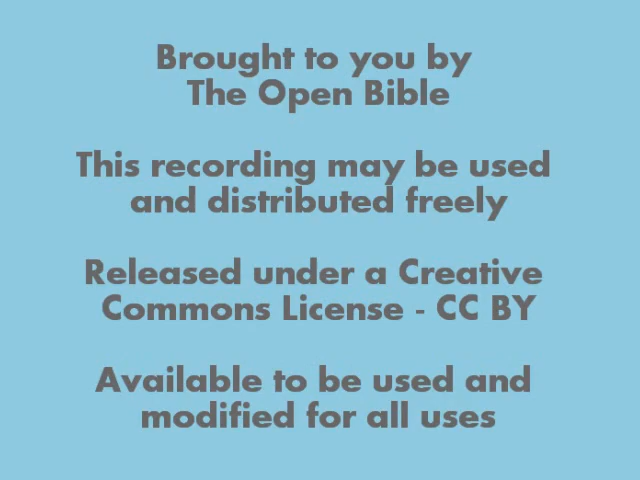 Brought to you by
The Open Bible
This recording may be used
and distributed freely
Released under a Creative
Commons License - CC BY
Available to be used and
modified for all uses